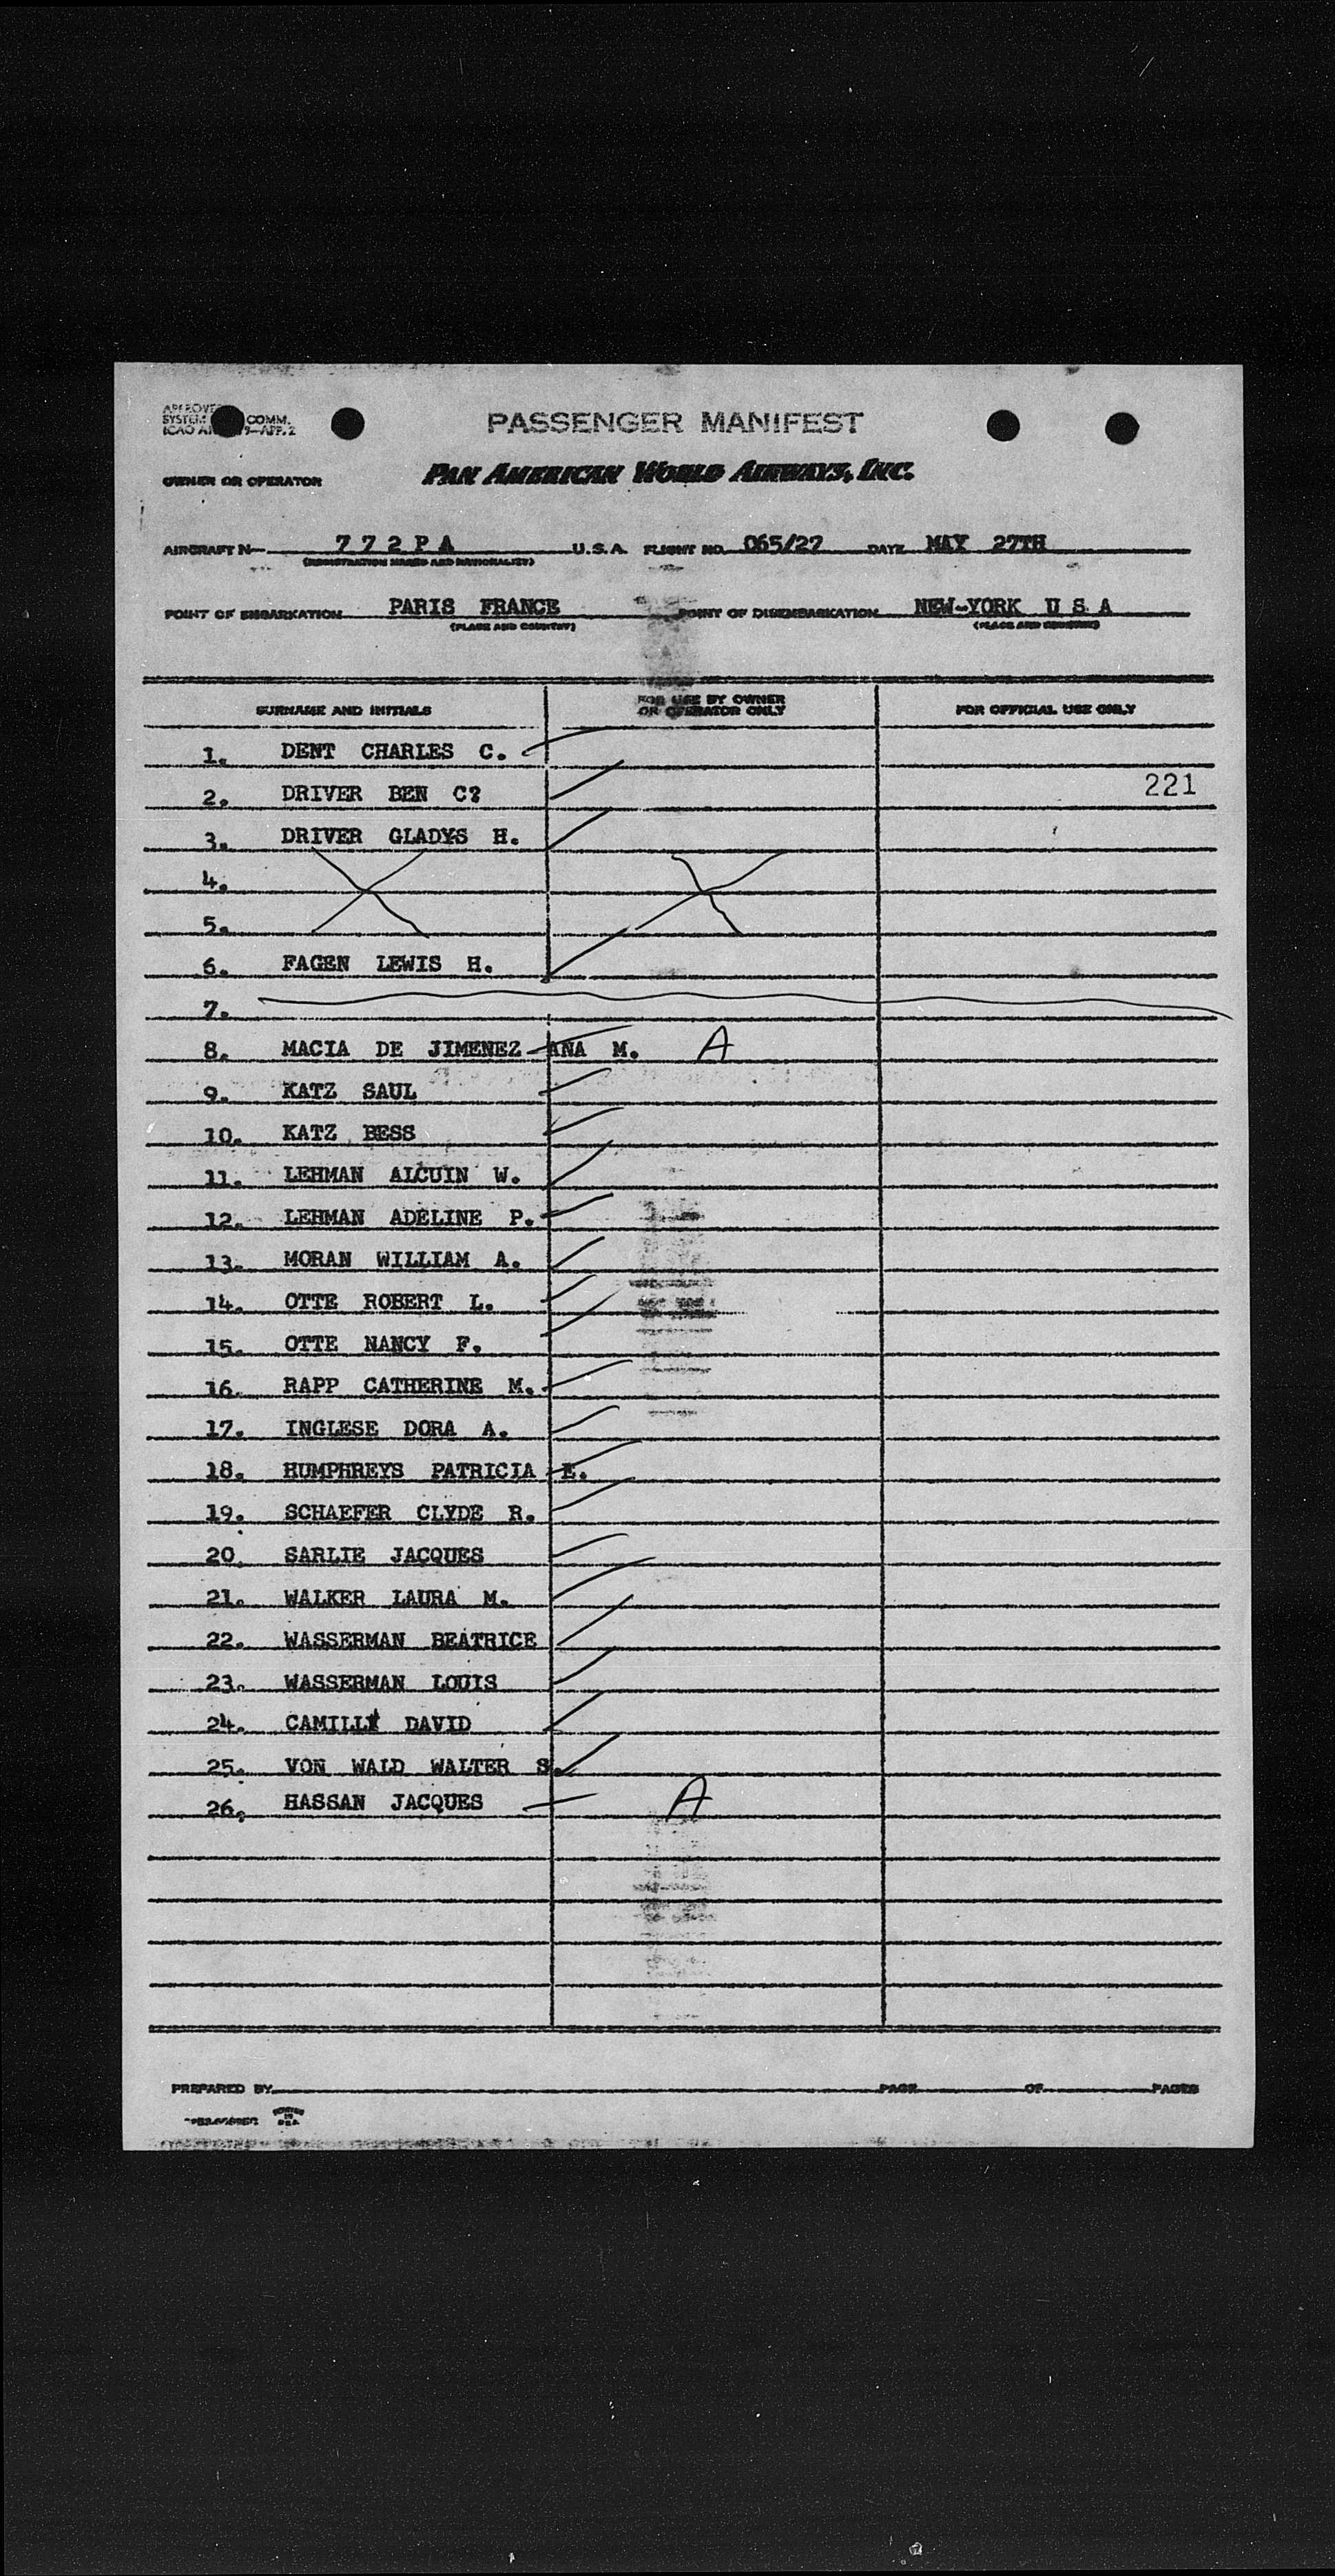 PASSENGER MANIFEST
SYSTEM COMM.
OWNER OR OPERATOR PAN AMERICAN WORLD AIRWAYS, INC.
AIRCRAFT N 772PA U.S.A. FLIGHT NO. 065/27 DATE MAY 27TH
(REGISTRATION MARKS AND NATIONALITY)
POINT OF EMBARKATION PARIS FRANCE POINT OF DISEMBARKATION NEW-YORK U S A
(PLACE AND COUNTRY) (PLACE AND COUNTRY)
SURNAME AND INITIALS FOR USE BY OWNER OR OPERATOR ONLY FOR OFFICIAL USE ONLY
1. DENT CHARLES C.
2. DRIVER BEN C? 221
3. DRIVER GLADYS H.
4.
5.
6. FAGEN LEWIS H.
7.
8. MACIA DE JIMENEZ ANA M. A
9. KATZ SAUL
10. KATZ BESS
11. LEHMAN ALCUIN W.
12. LEHMAN ADELINE P.
13. MORAN WILLIAM A.
14. OTTE ROBERT L.
15. OTTE NANCY F.
16. RAPP CATHERINE M.
17. INGLESE DORA A.
18. HUMPHREYS PATRICIA E.
19. SCHAEFER CLYDE R.
20. SARLIE JACQUES
21. WALKER LAURA M.
22. WASSERMAN BEATRICE
23. WASSERMAN LOUIS
24. DAVID
25. VON WALD WALTER S.
26. HASSAN JACQUES A
PREPARED BY PAGE OF PAGES